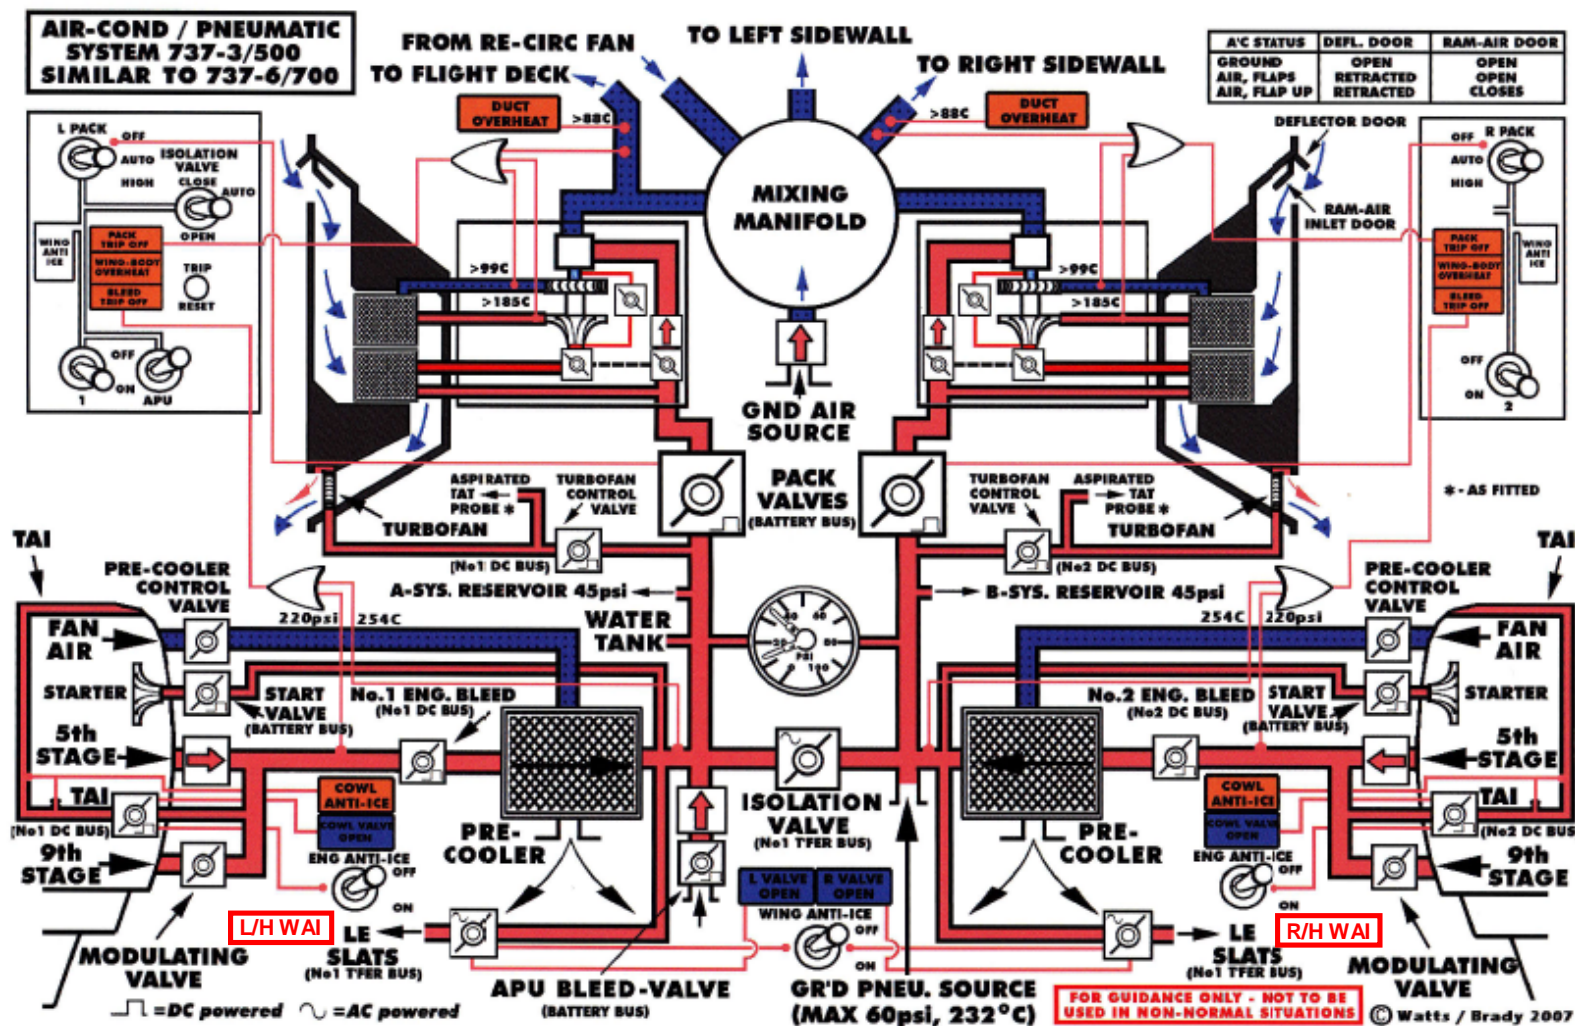 AIR-COND / PNEUMATIC
SYSTEM 737-3/500
SIMILAR TO 737-6/700
FROM RE-CIRC FAN
TO FLIGHT DECK
TO LEFT SIDEWALL
TO RIGHT SIDEWALL
A'C STATUS DEFL. DOOR RAM-AIR DOOR
GROUND OPEN OPEN
AIR, FLAPS RETRACTED OPEN
AIR, FLAP UP RETRACTED CLOSES
DUCT
OVERHEAT
>88C
>88C
DUCT
OVERHEAT
DEFLECTOR DOOR
RAM-AIR
INLET DOOR
L PACK
OFF
AUTO
HIGH
ISOLATION
VALVE
CLOSE
AUTO
OPEN
WING
ANTI
ICE
PACK
TRIP OFF
WING-BODY
OVERHEAT
BLEED
TRIP OFF
TRIP
RESET
OFF
ON
1
APU
R PACK
OFF
AUTO
HIGH
WING
ANTI
ICE
PACK
TRIP OFF
WING-BODY
OVERHEAT
BLEED
TRIP OFF
OFF
ON
2
MIXING
MANIFOLD
>99C
>185C
>99C
>185C
GND AIR
SOURCE
PACK
VALVES
(BATTERY BUS)
ASPIRATED
TAT
PROBE *
TURBOFAN
CONTROL
VALVE
(No1 DC BUS)
TURBOFAN
TURBOFAN
CONTROL
VALVE
(No2 DC BUS)
ASPIRATED
TAT
PROBE *
TURBOFAN
*- AS FITTED
TAI
PRE-COOLER
CONTROL
VALVE
220psi
254C
A-SYS. RESERVOIR 45psi
B-SYS. RESERVOIR 45psi
WATER
TANK
0
20
40
60
80
100
PSI
254C
220psi
PRE-COOLER
CONTROL
VALVE
TAI
FAN
AIR
STARTER
START
VALVE
(BATTERY BUS)
5th
STAGE
No.1 ENG. BLEED
(No1 DC BUS)
No.2 ENG. BLEED
(No2 DC BUS)
START
VALVE
(BATTERY BUS)
FAN
AIR
STARTER
5th
STAGE
TAI
(No1 DC BUS)
9th
STAGE
COWL
ANTI-ICE
COWL VALVE
OPEN
ENG ANTI-ICE
OFF
ON
PRE-
COOLER
ISOLATION
VALVE
(No1 T'FER BUS)
PRE-
COOLER
COWL
ANTI-ICE
COWL VALVE
OPEN
ENG ANTI-ICE
OFF
ON
TAI
(No2 DC BUS
9th
STAGE
L VALVE
OPEN
R VALVE
OPEN
WING ANTI-ICE
OFF
ON
L/H WAI
LE
SLATS
(No1 T'FER BUS)
R/H WAI
LE
SLATS
(No1 T'FER BUS)
MODULATING
VALVE
MODULATING
VALVE
APU BLEED-VALVE
(BATTERY BUS)
GR'D PNEU. SOURCE
(MAX 60psi, 232°C)
=DC powered
=AC powered
FOR GUIDANCE ONLY - NOT TO BE
USED IN NON-NORMAL SITUATIONS
© Watts / Brady 2007